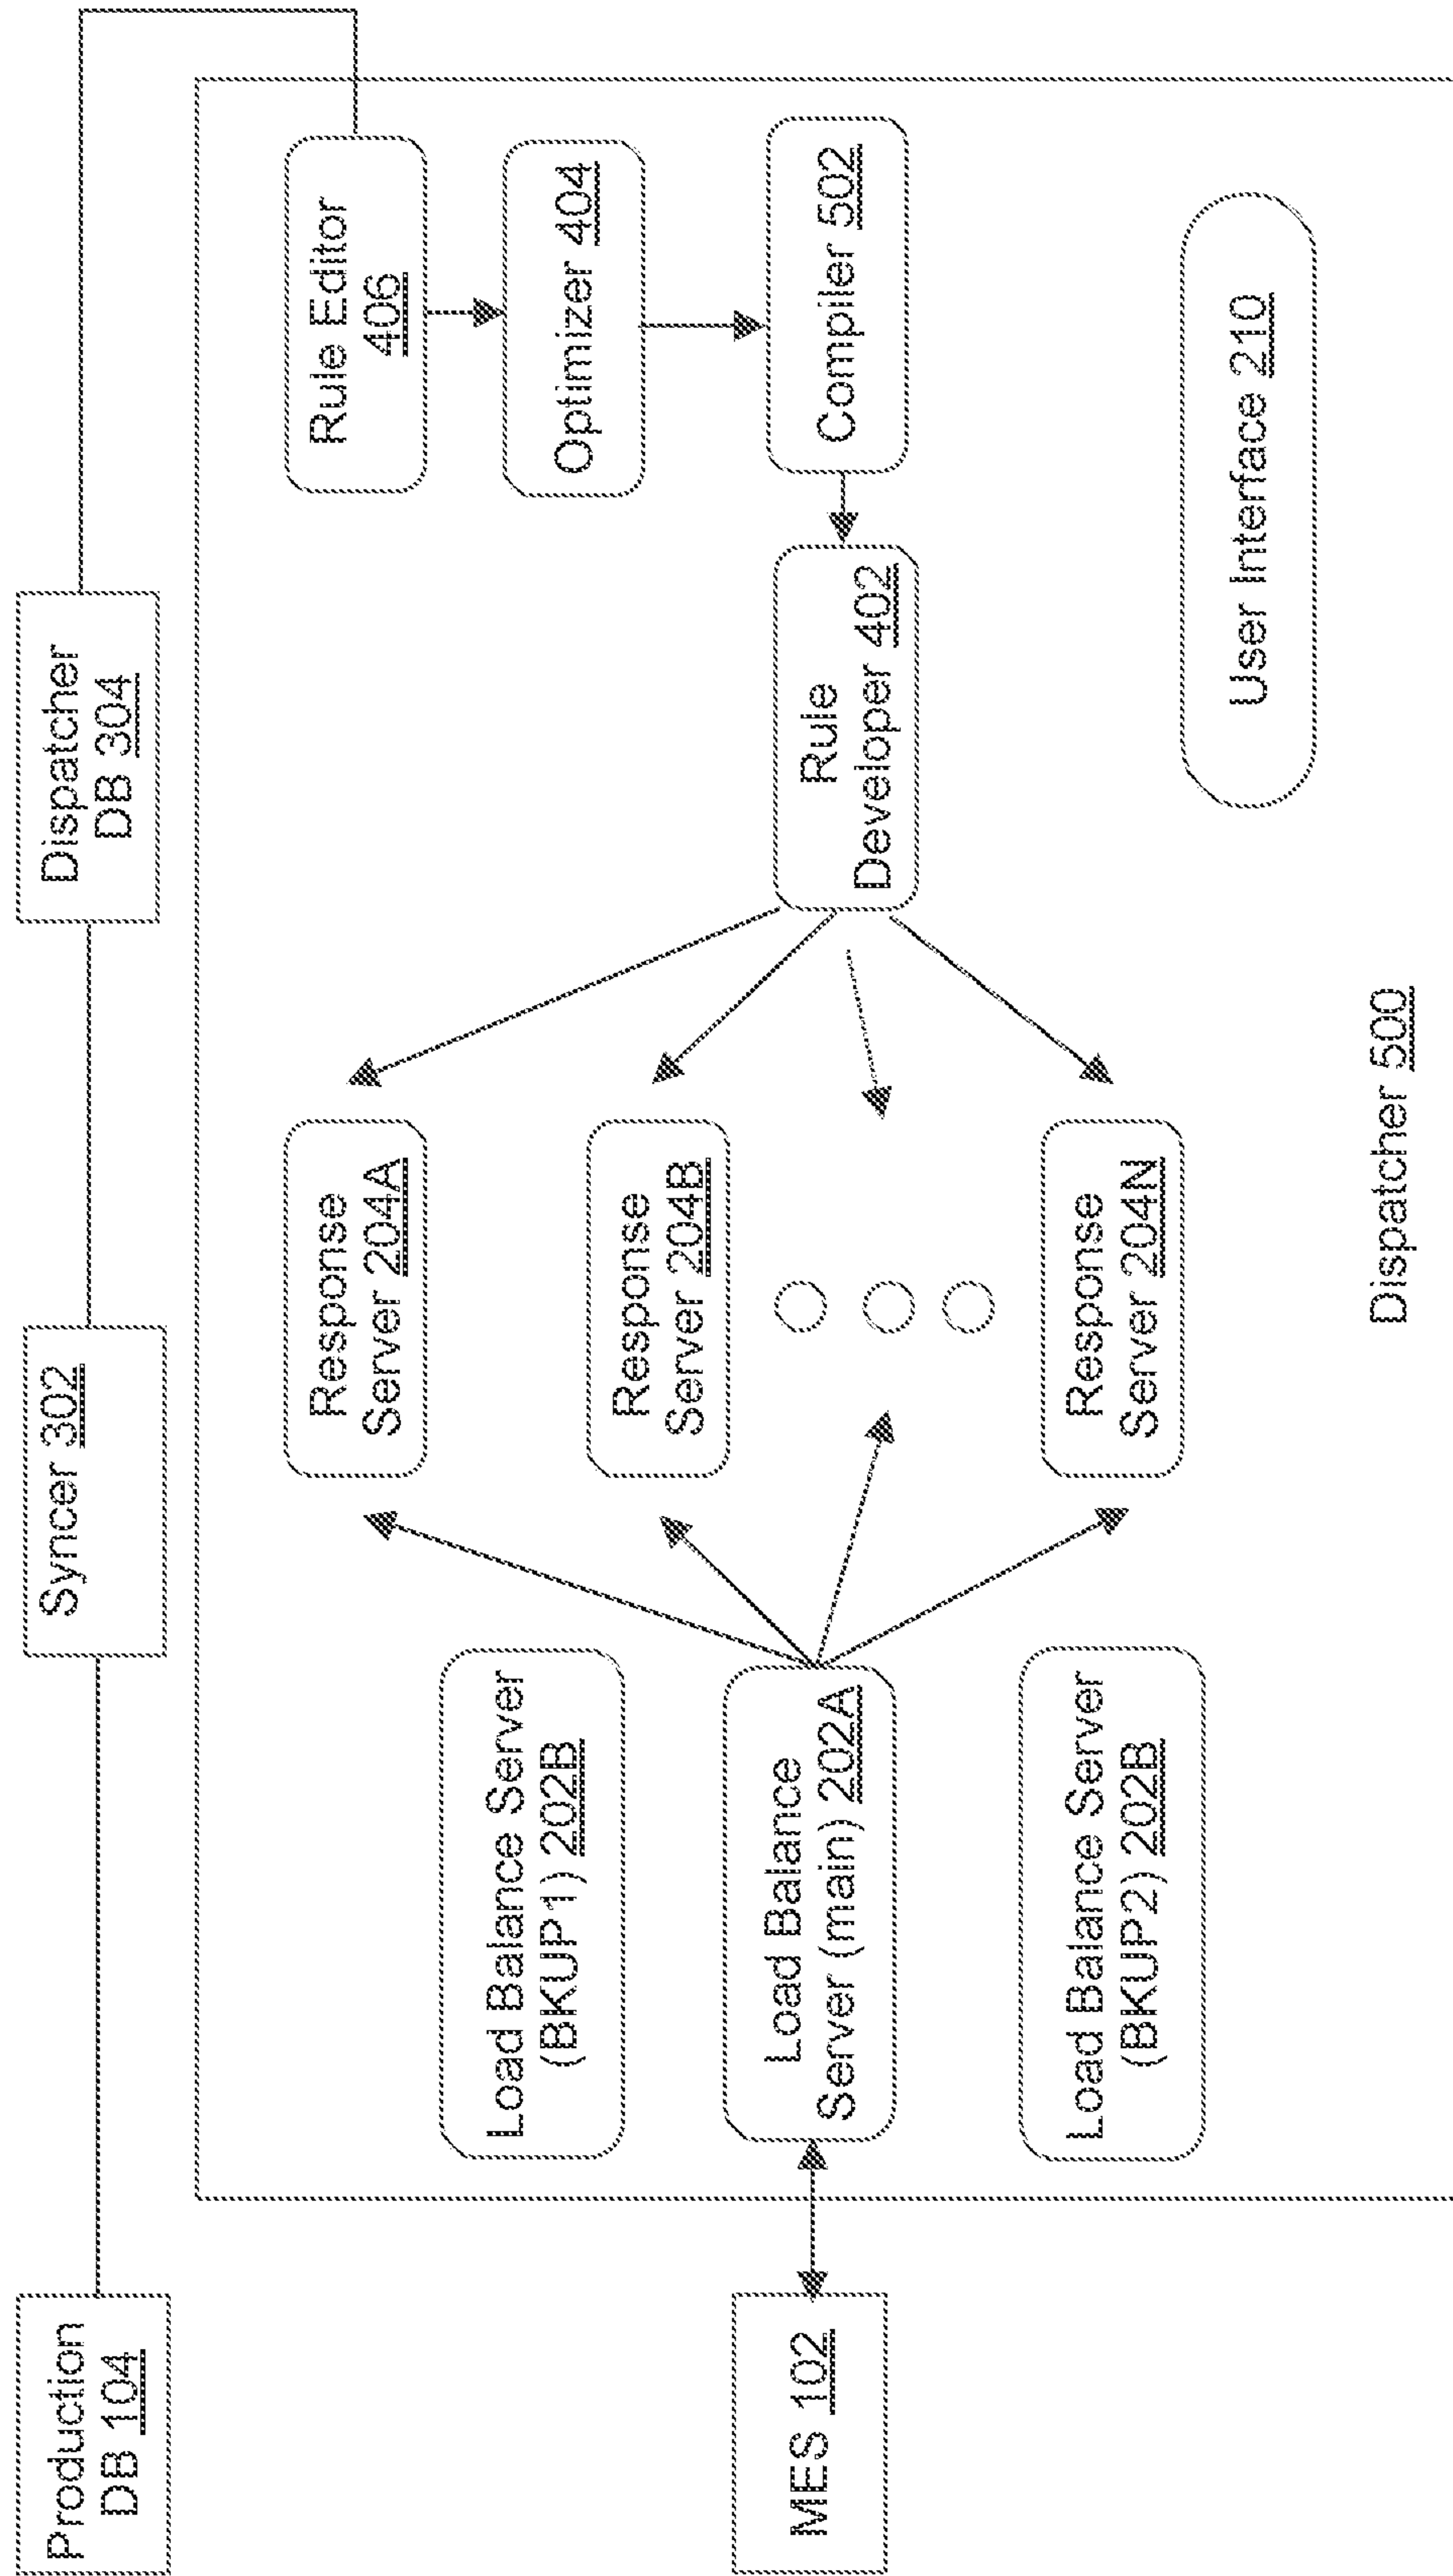 Production
DB 104
Syncer 302
Dispatcher
DB 304
MES 102
Load Balance Server
(BKUP1) 202B
Load Balance
Server (main) 202A
Load Balance Server
(BKUP2) 202B
Response
Server 204A
Response
Server 204B
Response
Server 204N
Rule Editor
406
Optimizer 404
Compiler 502
Rule
Developer 402
User Interface 210
Dispatcher 500